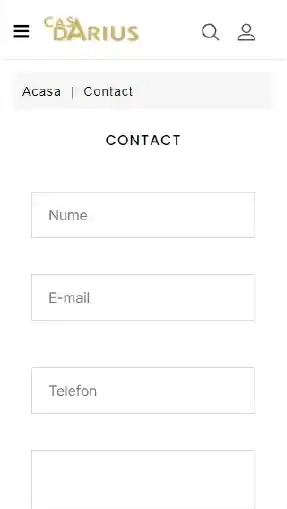 CASA
DARIUS
Acasa | Contact
CONTACT
Nume
E-mail
Telefon